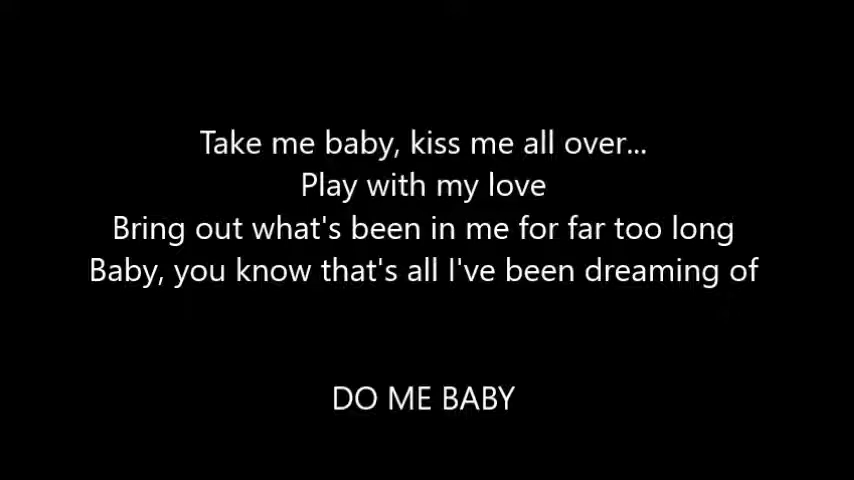 Take me baby, kiss me all over...
Play with my love
Bring out what's been in me for far too long
Baby, you know that's all I've been dreaming of
DO ME BABY